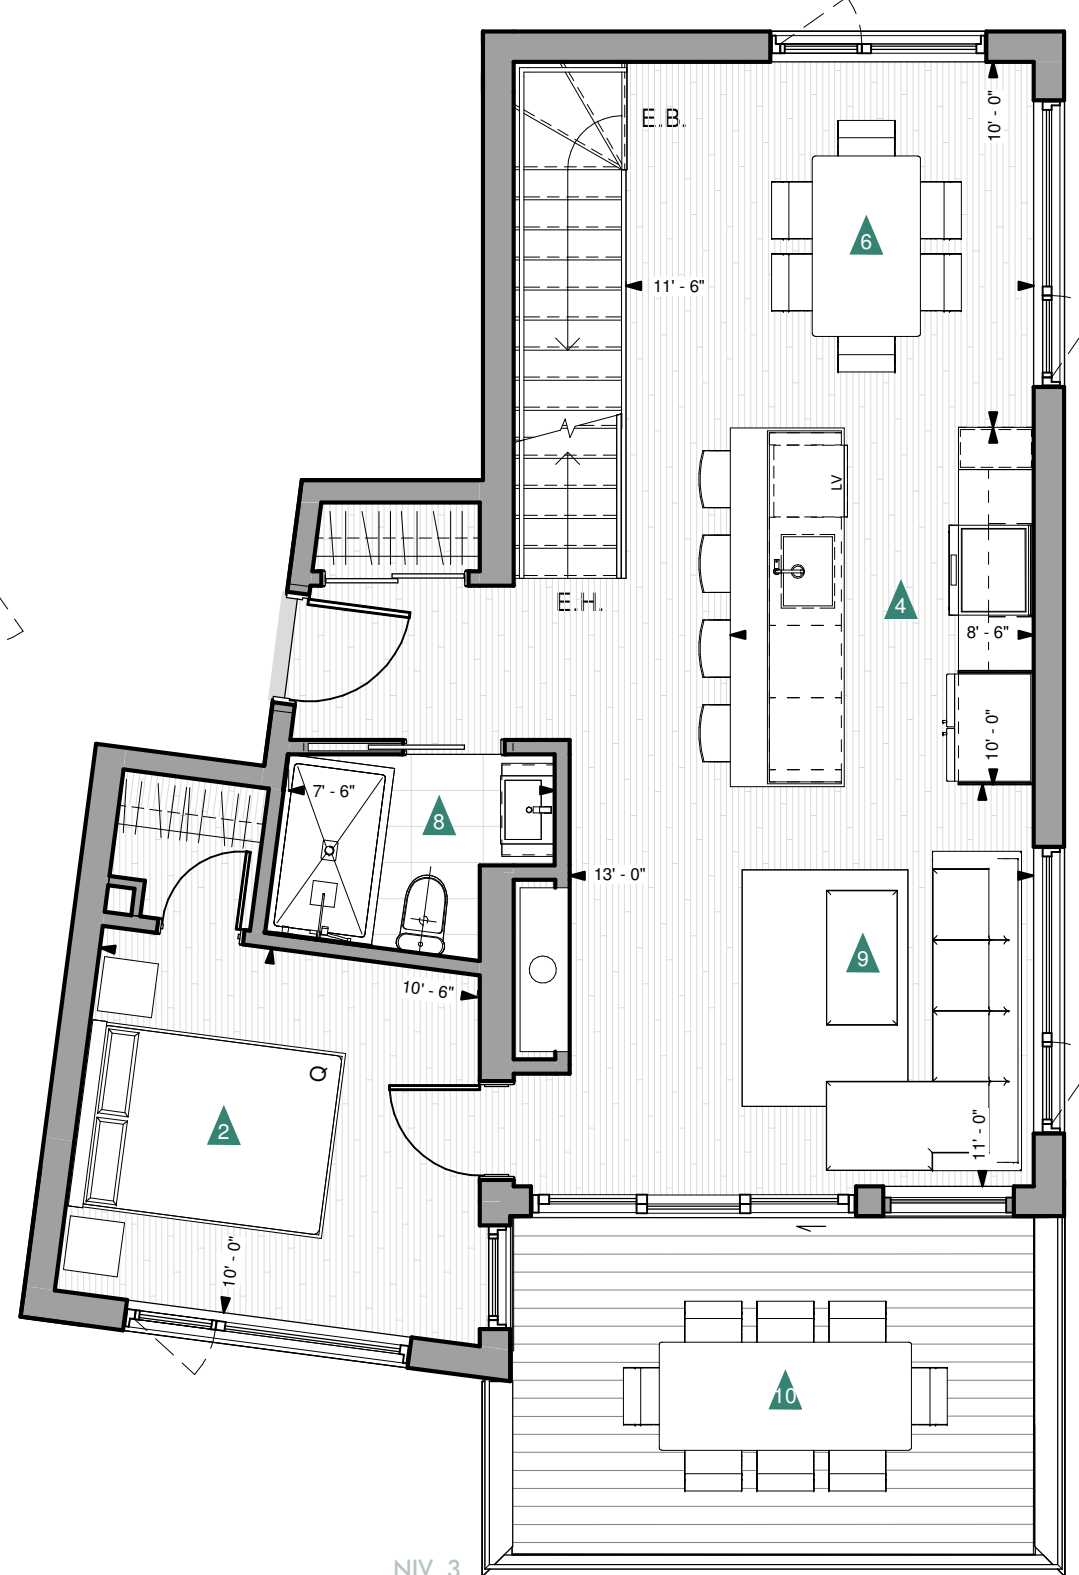 E.B.
10' - 0"
6
11' - 6"
LV
E.H.
4
8' - 6"
10' - 0"
7' - 6"
8
13' - 0"
9
10' - 6"
Q
2
11' - 0"
10' - 0"
10
NIV 3